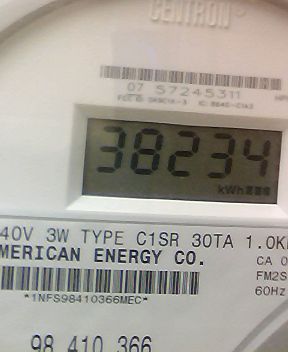 CENTRON®
07 57245311
38234
kWh
40V 3W TYPE C1SR 30TA 1.0K
MERICAN ENERGY CO. CA 0
FM2S
*1NFS98410366MEC* 60Hz
98 410 366